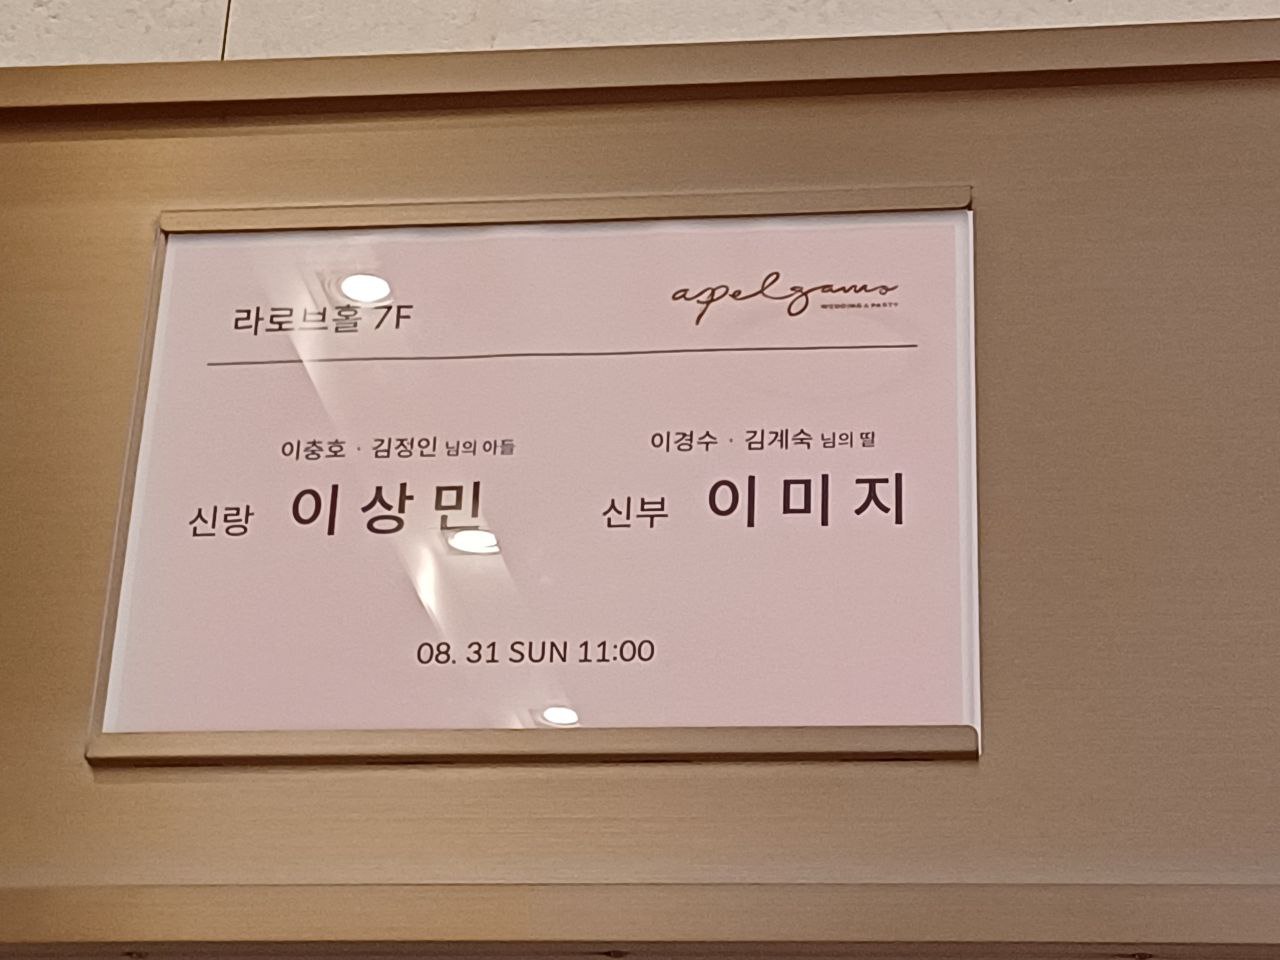 라로브홀 7F
apelgamo
WEDDING & PARTY
이충호 · 김정인 님의 아들
신랑 이상민
이경수 · 김계숙 님의 딸
신부 이미지
08. 31 SUN 11:00